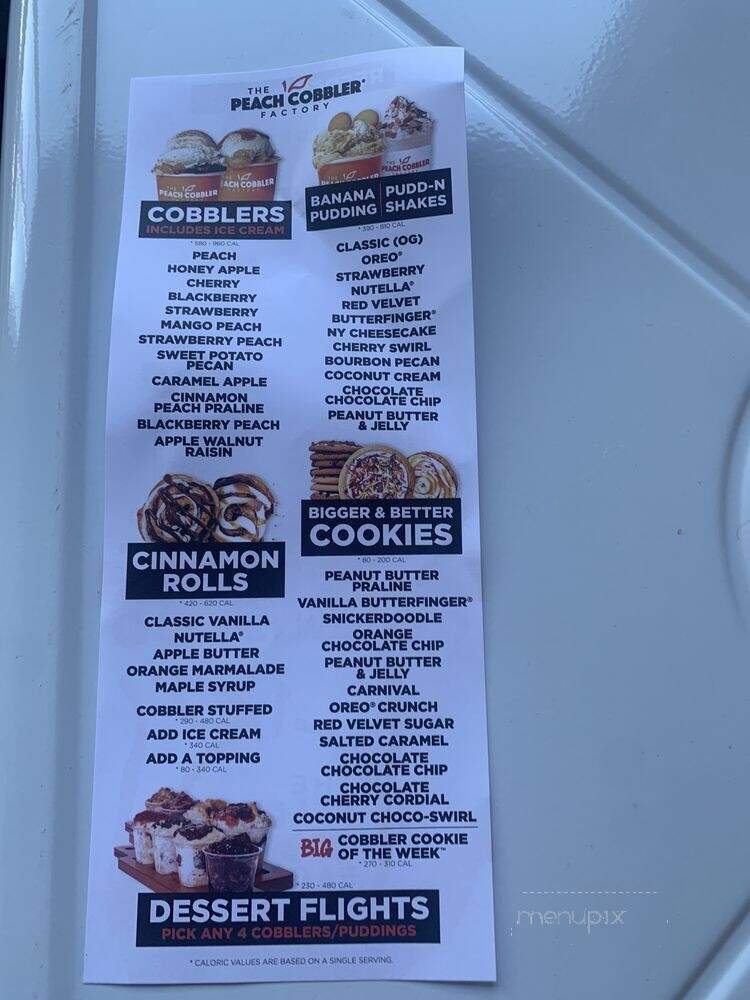 THE
PEACH COBBLER®
FACTORY
COBBLERS
INCLUDES ICE CREAM
* 580 - 960 CAL
PEACH
HONEY APPLE
CHERRY
BLACKBERRY
STRAWBERRY
MANGO PEACH
STRAWBERRY PEACH
SWEET POTATO
PECAN
CARAMEL APPLE
CINNAMON
PEACH PRALINE
BLACKBERRY PEACH
APPLE WALNUT
RAISIN
CINNAMON
ROLLS
* 420 - 620 CAL
CLASSIC VANILLA
NUTELLA®
APPLE BUTTER
ORANGE MARMALADE
MAPLE SYRUP
COBBLER STUFFED
* 290 - 480 CAL
ADD ICE CREAM
* 340 CAL
ADD A TOPPING
* 80 - 340 CAL
BANANA
PUDDING
PUDD-N
SHAKES
* 390 - 810 CAL
CLASSIC (OG)
OREO®
STRAWBERRY
NUTELLA®
RED VELVET
BUTTERFINGER®
NY CHEESECAKE
CHERRY SWIRL
BOURBON PECAN
COCONUT CREAM
CHOCOLATE
CHOCOLATE CHIP
PEANUT BUTTER
& JELLY
BIGGER & BETTER
COOKIES
* 80 - 200 CAL
PEANUT BUTTER
PRALINE
VANILLA BUTTERFINGER®
SNICKERDOODLE
ORANGE
CHOCOLATE CHIP
PEANUT BUTTER
& JELLY
CARNIVAL
OREO® CRUNCH
RED VELVET SUGAR
SALTED CARAMEL
CHOCOLATE
CHOCOLATE CHIP
CHOCOLATE
CHERRY CORDIAL
COCONUT CHOCO-SWIRL
BIG COBBLER COOKIE
OF THE WEEK™
* 270 - 310 CAL
* 230 - 480 CAL
DESSERT FLIGHTS
PICK ANY 4 COBBLERS/PUDDINGS
* CALORIC VALUES ARE BASED ON A SINGLE SERVING.
menupix